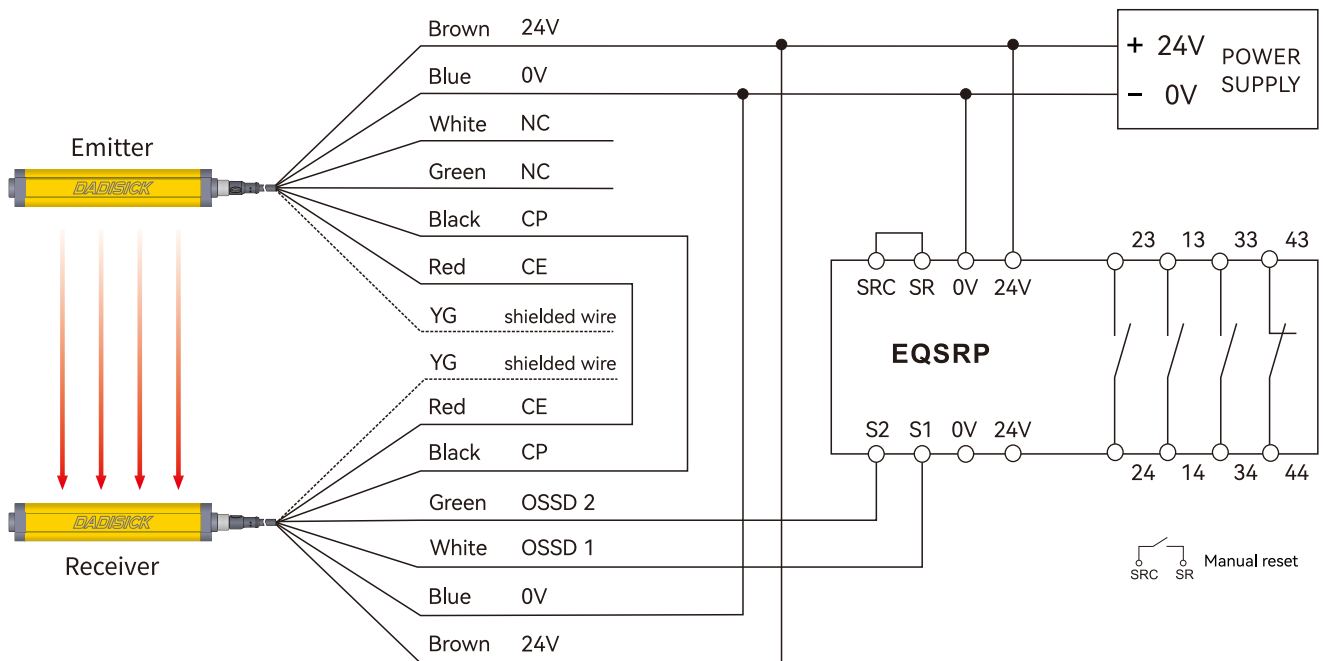 Brown 24V
Blue 0V
White NC
Green NC
Black CP
Red CE
YG shielded wire
YG shielded wire
Red CE
Black CP
Green OSSD 2
White OSSD 1
Blue 0V
Brown 24V
Emitter
DADISICK
DADISICK
Receiver
+ 24V
- 0V
POWER
SUPPLY
23 13 33 43
SRC SR 0V 24V
EQSRP
S2 S1 0V 24V
24 14 34 44
SRC SR
Manual reset